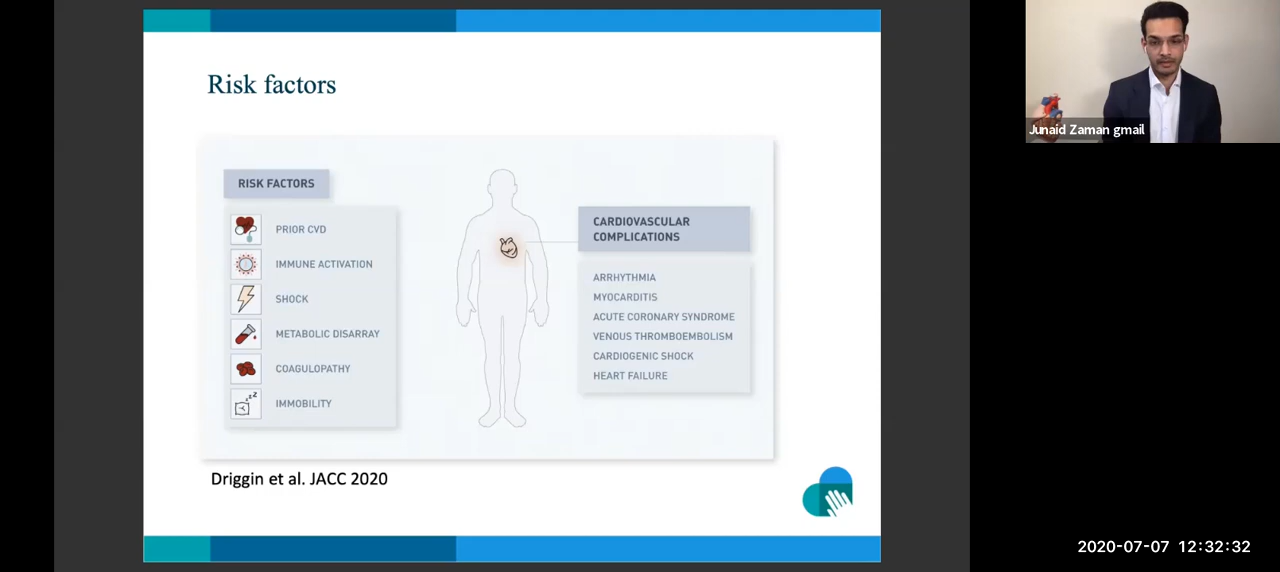 Risk factors
RISK FACTORS
PRIOR CVD
IMMUNE ACTIVATION
SHOCK
METABOLIC DISARRAY
COAGULOPATHY
IMMOBILITY
CARDIOVASCULAR
COMPLICATIONS
ARRHYTHMIA
MYOCARDITIS
ACUTE CORONARY SYNDROME
VENOUS THROMBOEMBOLISM
CARDIOGENIC SHOCK
HEART FAILURE
Driggin et al. JACC 2020
Junaid Zaman gmail
2020-07-07 12:32:32